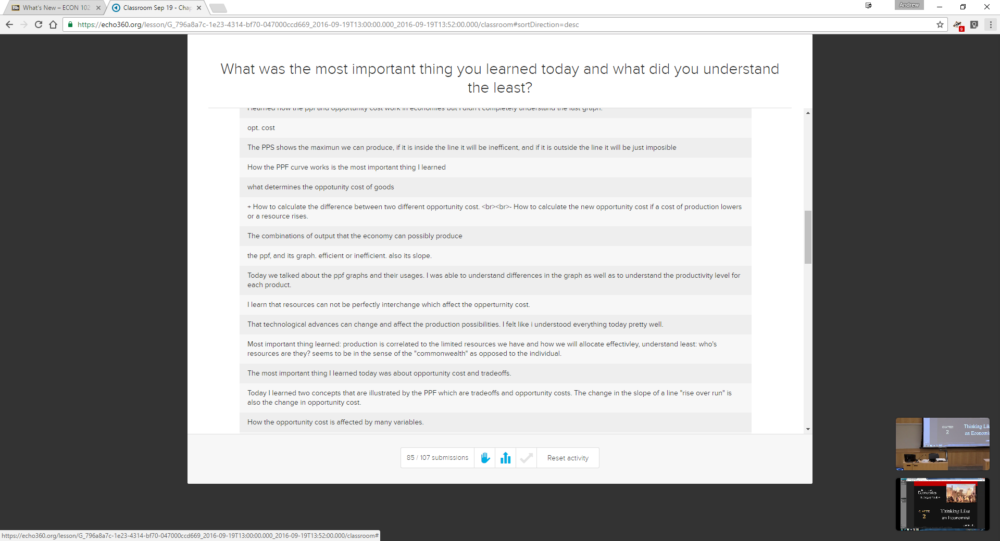 What's New – ECON 102
Classroom Sep 19 - Chap
Andrew
https://echo360.org/lesson/G_796a8a7c-1e23-4314-bf70-047000ccd669_2016-09-19T13:00:00.000_2016-09-19T13:52:00.000/classroom#sortDirection=desc
9
What was the most important thing you learned today and what did you understand
the least?
I learned how the ppf and opportunity cost work in economies but I didn't completely understand the last graph.
opt. cost
The PPS shows the maximun we can produce, if it is inside the line it will be inefficent, and if it is outside the line it will be just imposible
How the PPF curve works is the most important thing I learned
what determines the oppotunity cost of goods
+ How to calculate the difference between two different opportunity cost. <br><br>- How to calculate the new opportunity cost if a cost of production lowers
or a resource rises.
The combinations of output that the economy can possibly produce
the ppf, and its graph. efficient or inefficient. also its slope.
Today we talked about the ppf graphs and their usages. I was able to understand differences in the graph as well as to understand the productivity level for
each product.
I learn that resources can not be perfectly interchange which affect the opperturnity cost.
That technological advances can change and affect the production possibilities. I felt like i understood everything today pretty well.
Most important thing learned: production is correlated to the limited resources we have and how we will allocate effectivley, understand least: who's
resources are they? seems to be in the sense of the "commonwealth" as opposed to the individual.
The most important thing I learned today was about opportunity cost and tradeoffs.
Today I learned two concepts that are illustrated by the PPF which are tradeoffs and opportunity costs. The change in the slope of a line "rise over run" is
also the change in opportunity cost.
How the opportunity cost is affected by many variables.
85 / 107 submissions
Reset activity
CHAPTER
2
Thinking Lik
an Economi
Economics
CHAPTER
2
Thinking Like
an Economist
https://echo360.org/lesson/G_796a8a7c-1e23-4314-bf70-047000ccd669_2016-09-19T13:00:00.000_2016-09-19T13:52:00.000/classroom#